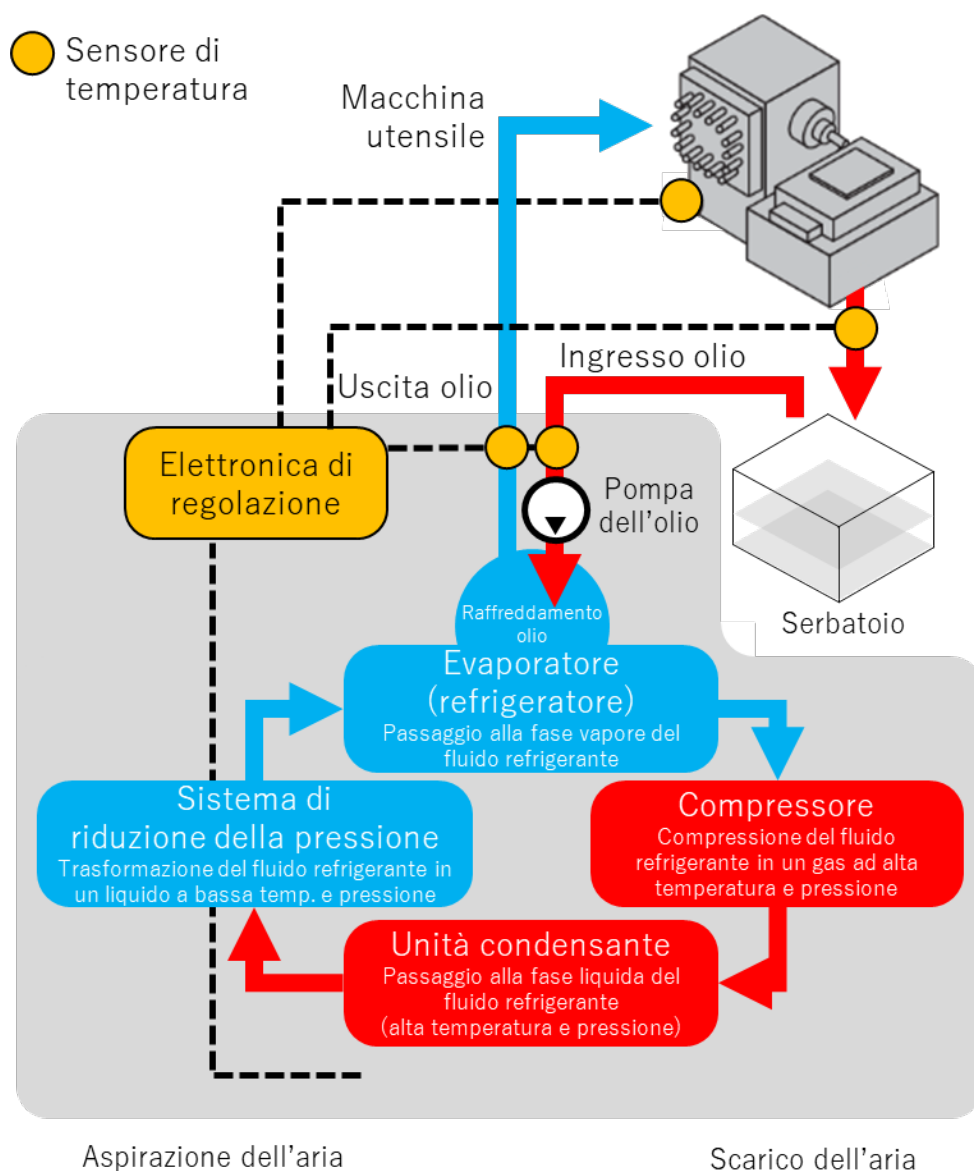 Sensore di
temperatura
Macchina
utensile
Ingresso olio
Uscita olio
Elettronica di
regolazione
Pompa
dell'olio
Serbatoio
Raffreddamento
olio
Evaporatore
(refrigeratore)
Passaggio alla fase vapore del
fluido refrigerante
Sistema di
riduzione della pressione
Trasformazione del fluido refrigerante in
un liquido a bassa temp. e pressione
Compressore
Compressione del fluido
refrigerante in un gas ad alta
temperatura e pressione
Unità condensante
Passaggio alla fase liquida del
fluido refrigerante
(alta temperatura e pressione)
Aspirazione dell'aria
Scarico dell'aria